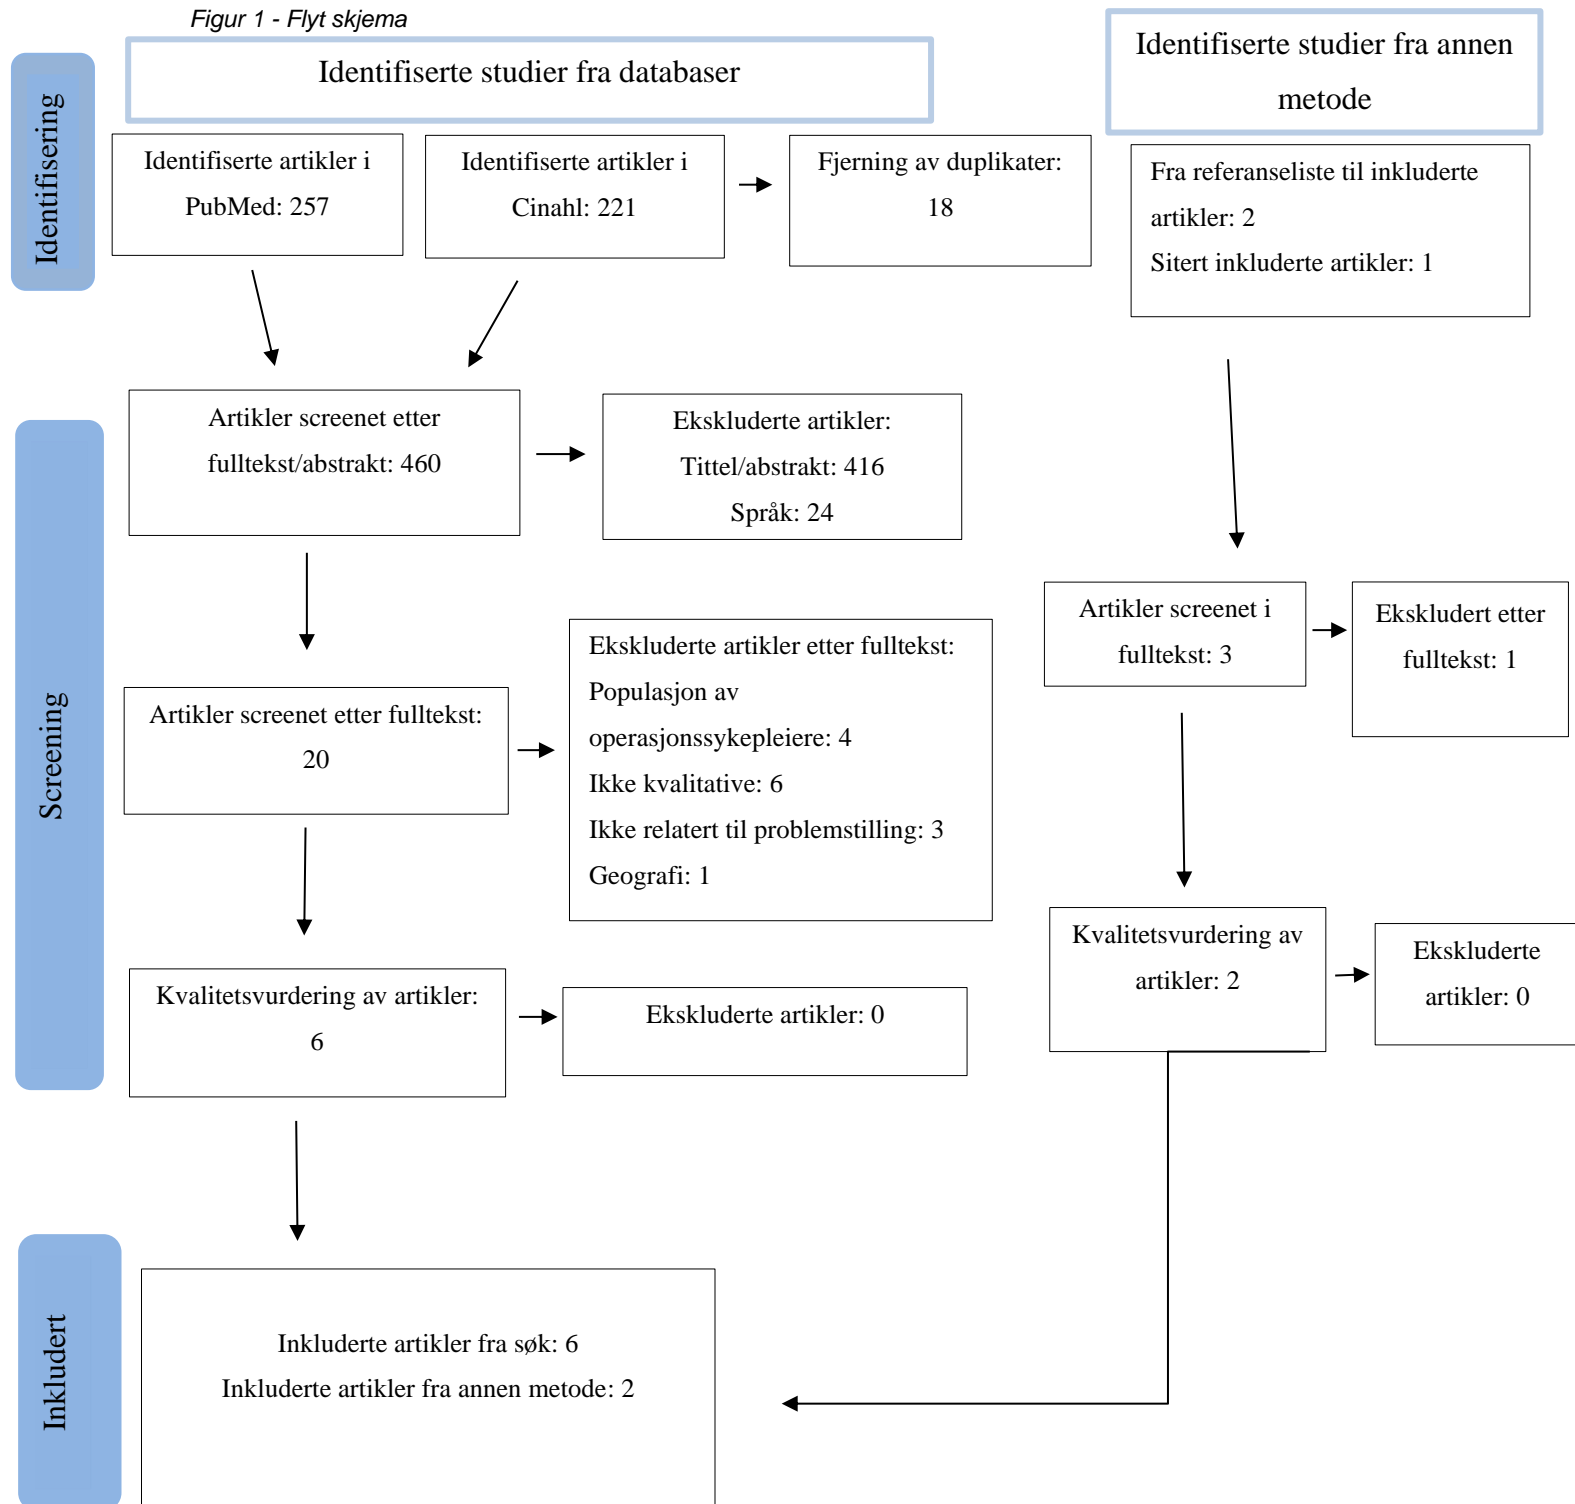 Figur 1 - Flyt skjema
Identifiserte studier fra databaser
Identifiserte studier fra annen
metode
Identifisering
Identifiserte artikler i
PubMed: 257
Identifiserte artikler i
Cinahl: 221
Fjerning av duplikater:
18
Fra referanseliste til inkluderte
artikler: 2
Sitert inkluderte artikler: 1
Screening
Artikler screenet etter
fulltekst/abstrakt: 460
Ekskluderte artikler:
Tittel/abstrakt: 416
Språk: 24
Artikler screenet i
fulltekst: 3
Ekskludert etter
fulltekst: 1
Artikler screenet etter fulltekst:
20
Ekskluderte artikler etter fulltekst:
Populasjon av
operasjonssykepleiere: 4
Ikke kvalitative: 6
Ikke relatert til problemstilling: 3
Geografi: 1
Kvalitetsvurdering av
artikler: 2
Ekskluderte
artikler: 0
Kvalitetsvurdering av artikler:
6
Ekskluderte artikler: 0
Inkludert
Inkluderte artikler fra søk: 6
Inkluderte artikler fra annen metode: 2